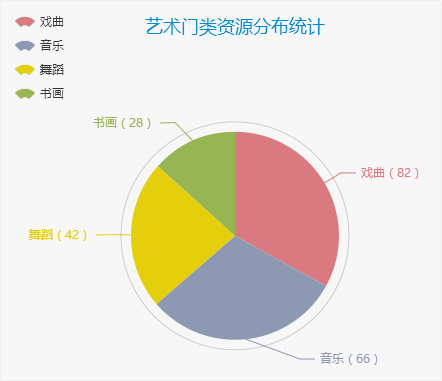 艺术门类资源分布统计
戏曲
音乐
舞蹈
书画
书画（28）
戏曲（82）
舞蹈（42）
音乐（66）